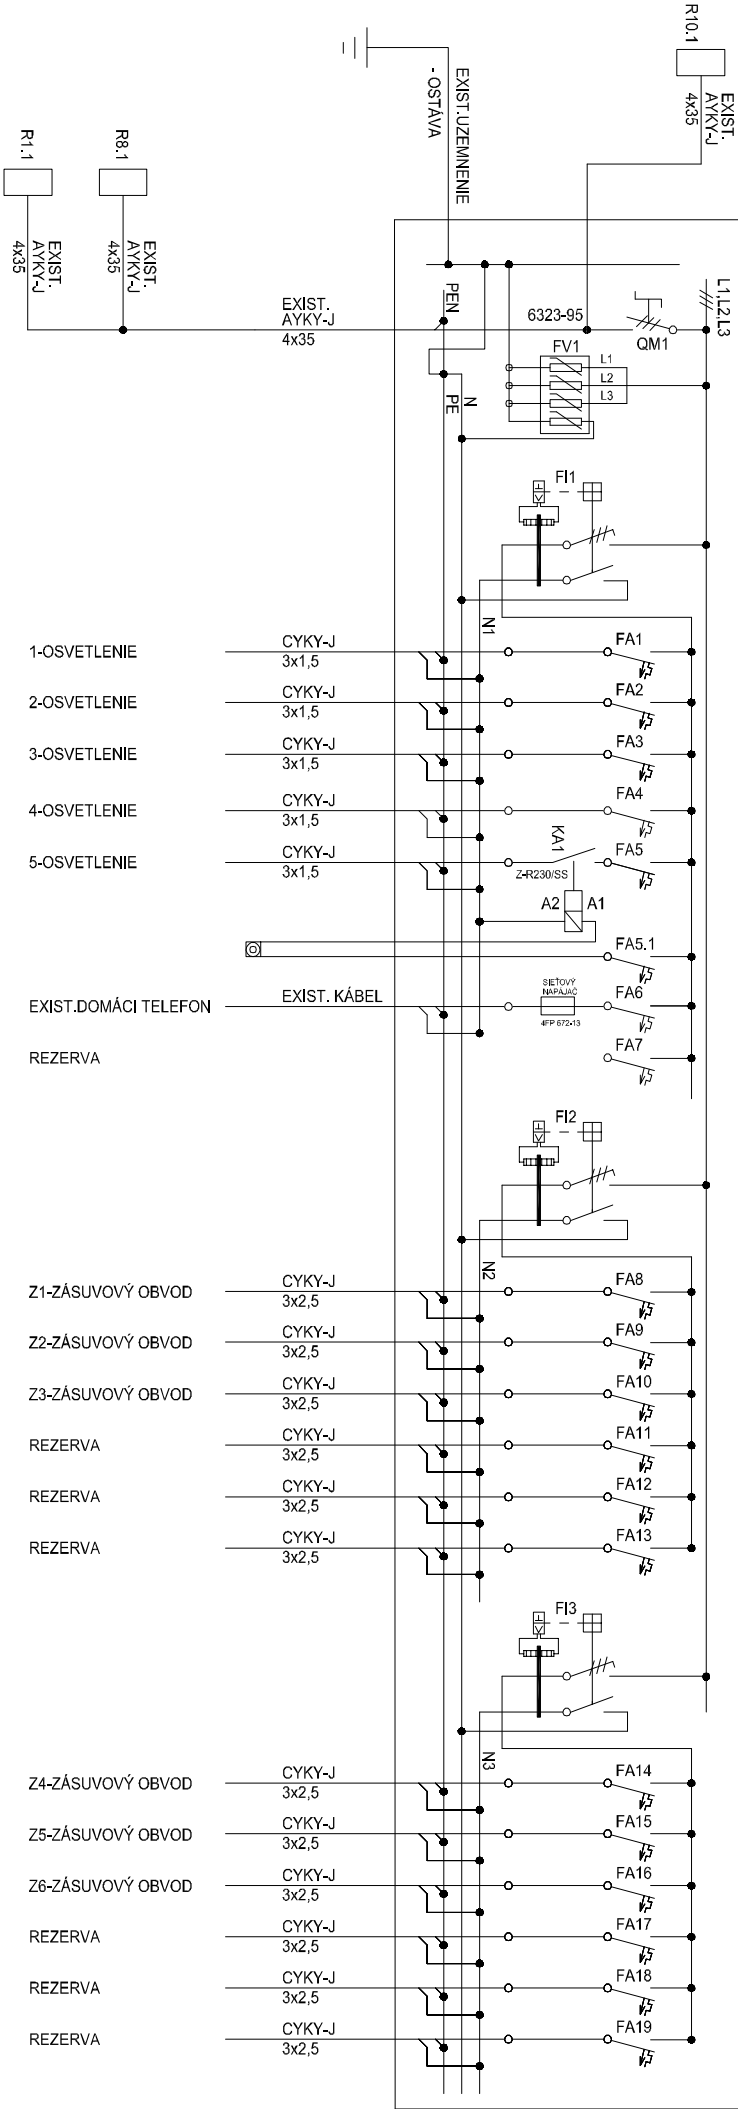 R10.1
EXIST.
AYKY-J
4x35
EXIST.UZEMNENIE
- OSTÁVA
R1.1
EXIST.
AYKY-J
4x35
R8.1
EXIST.
AYKY-J
4x35
EXIST.
AYKY-J
4x35
PEN
6323-95
QM1
L1,L2,L3
FV1
L1
L2
L3
N
PE
FI1
N1
1-OSVETLENIE
CYKY-J
3x1,5
FA1
2-OSVETLENIE
CYKY-J
3x1,5
FA2
3-OSVETLENIE
CYKY-J
3x1,5
FA3
4-OSVETLENIE
CYKY-J
3x1,5
FA4
5-OSVETLENIE
CYKY-J
3x1,5
KA1
Z-R230/SS
FA5
A2
A1
FA5.1
EXIST.DOMÁCI TELEFON
EXIST. KÁBEL
SIEŤOVÝ
NAPÁJAČ
4FP 672-13
FA6
REZERVA
FA7
FI2
N2
Z1-ZÁSUVOVÝ OBVOD
CYKY-J
3x2,5
FA8
Z2-ZÁSUVOVÝ OBVOD
CYKY-J
3x2,5
FA9
Z3-ZÁSUVOVÝ OBVOD
CYKY-J
3x2,5
FA10
REZERVA
CYKY-J
3x2,5
FA11
REZERVA
CYKY-J
3x2,5
FA12
REZERVA
CYKY-J
3x2,5
FA13
FI3
N3
Z4-ZÁSUVOVÝ OBVOD
CYKY-J
3x2,5
FA14
Z5-ZÁSUVOVÝ OBVOD
CYKY-J
3x2,5
FA15
Z6-ZÁSUVOVÝ OBVOD
CYKY-J
3x2,5
FA16
REZERVA
CYKY-J
3x2,5
FA17
REZERVA
CYKY-J
3x2,5
FA18
REZERVA
CYKY-J
3x2,5
FA19